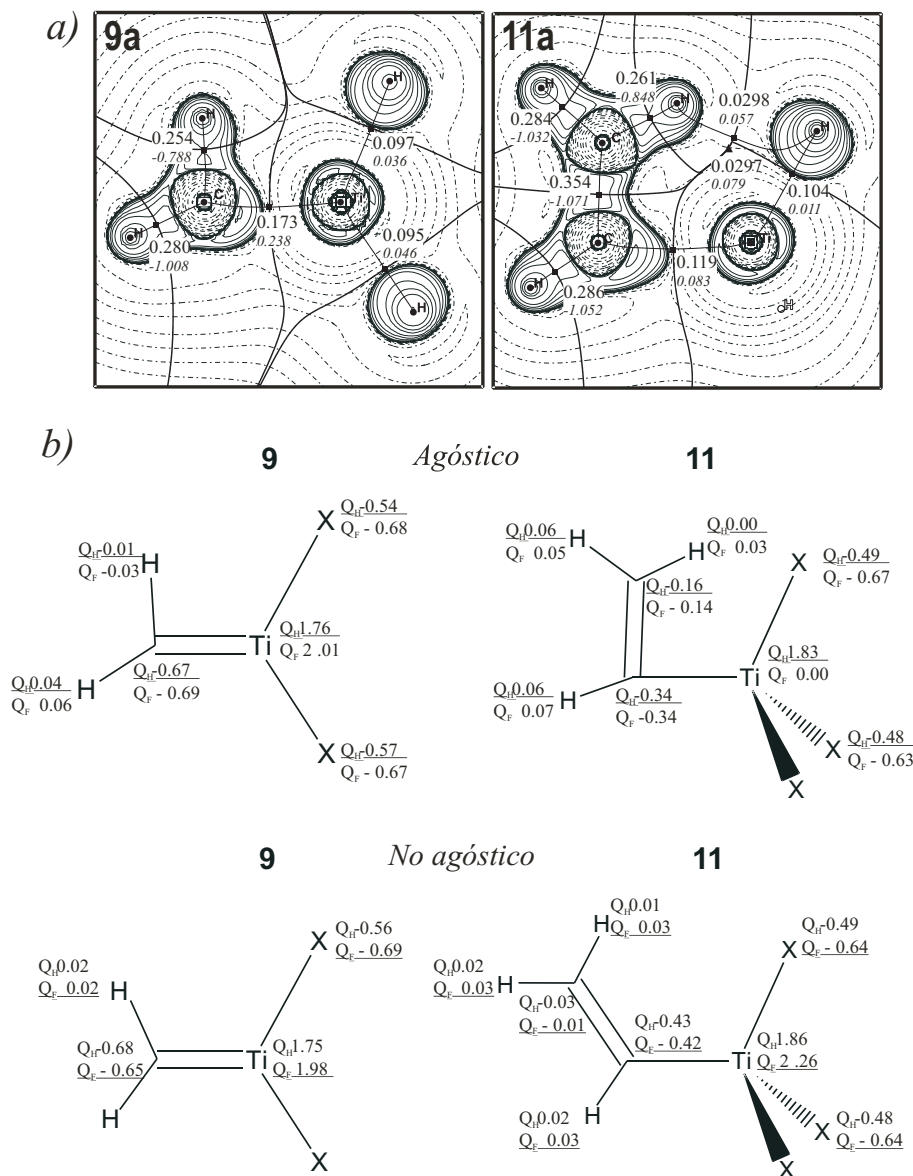 a) 9a 11a
H
H
0.261
-0.848
0.0298
0.057
H
H
H
0.254
-0.788
0.284
-1.032
C
0.097
0.036
0.0297
0.079
0.354
-1.071
0.104
0.011
C
Ti
0.173
0.238
0.095
0.046
H
0.280
-1.008
C
Ti
0.119
0.083
H
0.286
-1.052
H
H
b)
9 Agóstico 11
QH-0.54
X
QF - 0.68
QH0.06
H
QF 0.05
QH0.00
H
QF 0.03
QH-0.01
H
QF -0.03
X
QH-0.49
QF - 0.67
QH-0.16
QF - 0.14
Ti
QH1.76
QF 2 .01
QH-0.67
QF - 0.69
QH0.04
H
QF 0.06
Ti
QH1.83
QF 0.00
QH0.06
H
QF 0.07
QH-0.34
QF -0.34
X
QH-0.57
QF - 0.67
X
QH-0.48
QF - 0.63
X
9 No agóstico 11
QH-0.56
X
QF - 0.69
H
QH0.01
QF 0.03
X
QH-0.49
QF - 0.64
QH0.02
QF 0.02 H
QH0.02
QF 0.03 H
QH-0.03
QF - 0.01
QH-0.68
QF - 0.65
Ti
QH1.75
QF 1.98
QH-0.43
QF - 0.42
Ti
QH1.86
QF 2 .26
H
H
QH0.02
QF 0.03
X
QH-0.48
QF - 0.64
X
X